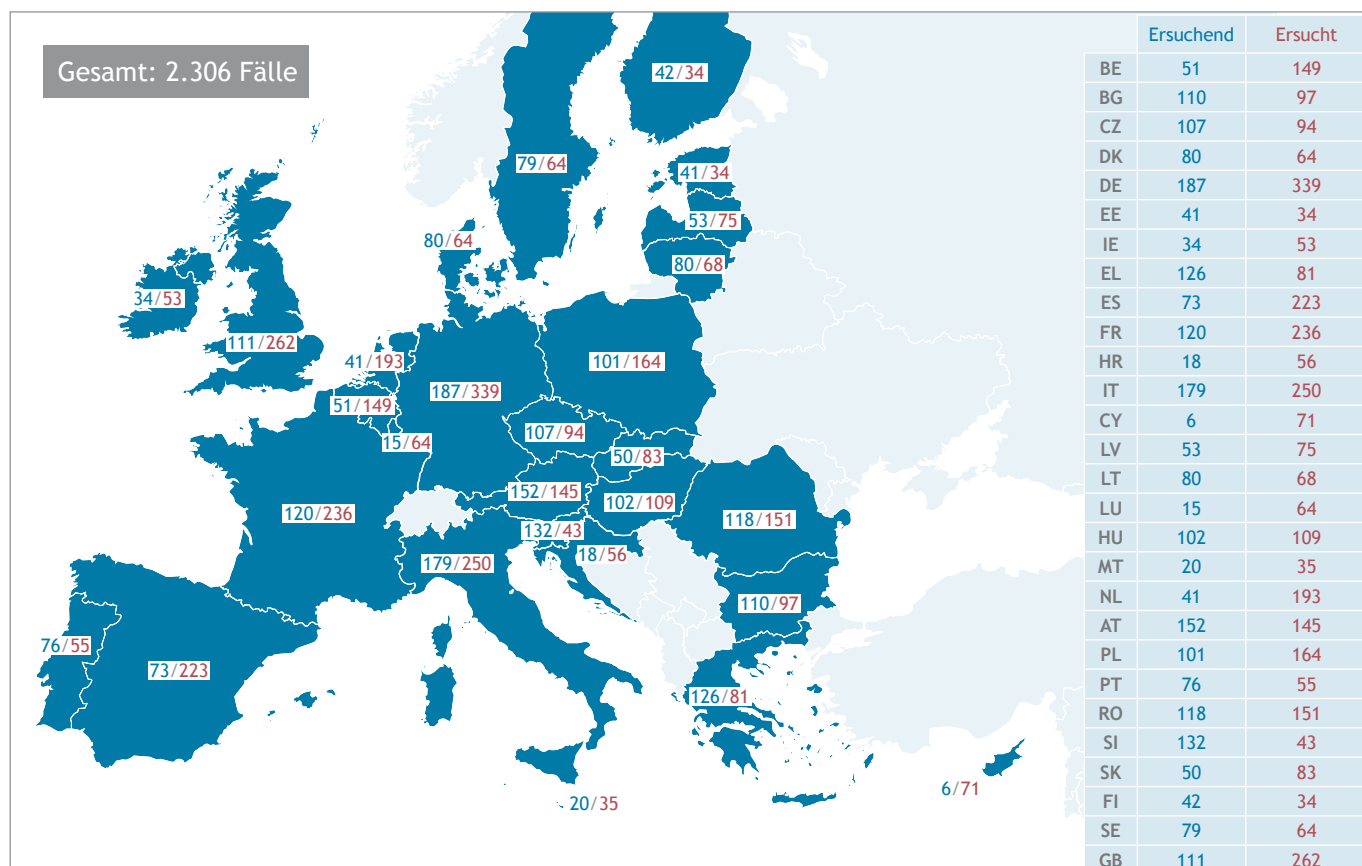 Gesamt: 2.306 Fälle
42/34
79/64
41/34
53/75
80/64
80/68
34/53
111/262
41/193
101/164
187/339
51/149
107/94
15/64
50/83
152/145
102/109
120/236
118/151
132/43
18/56
179/250
110/97
76/55
73/223
126/81
6/71
20/35
Ersuchend Ersucht
BE 51 149
BG 110 97
CZ 107 94
DK 80 64
DE 187 339
EE 41 34
IE 34 53
EL 126 81
ES 73 223
FR 120 236
HR 18 56
IT 179 250
CY 6 71
LV 53 75
LT 80 68
LU 15 64
HU 102 109
MT 20 35
NL 41 193
AT 152 145
PL 101 164
PT 76 55
RO 118 151
SI 132 43
SK 50 83
FI 42 34
SE 79 64
GB 111 262